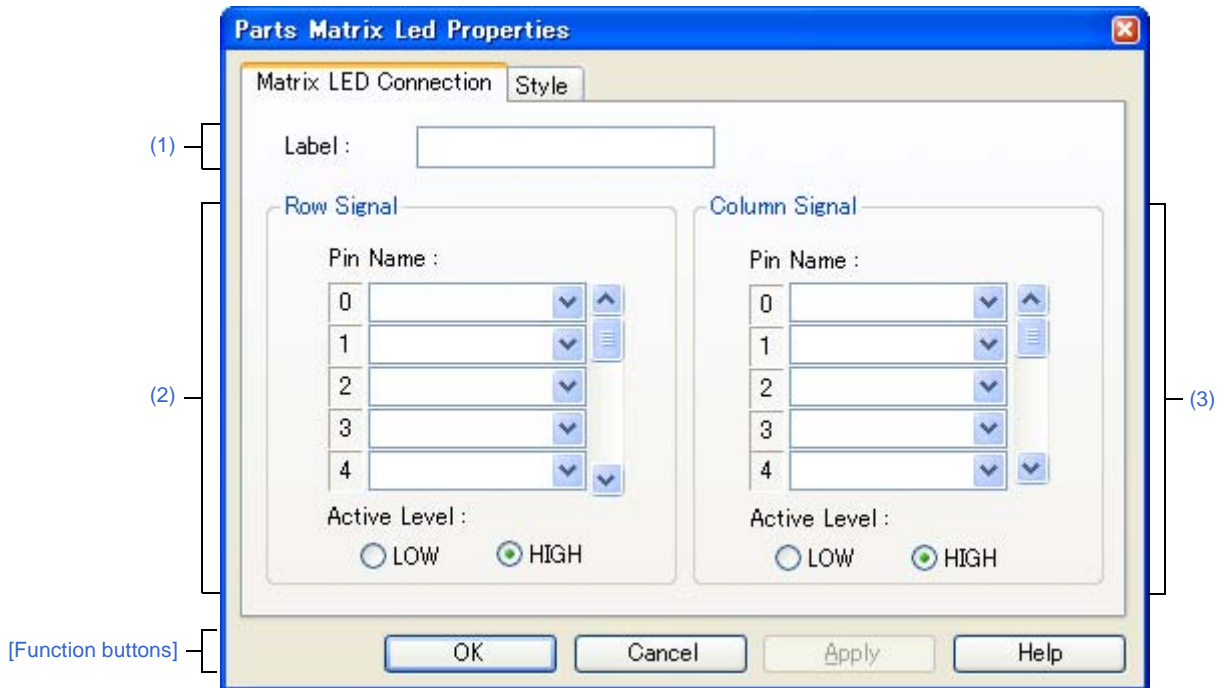 Parts Matrix Led Properties
Matrix LED Connection Style
(1)
Label :
Row Signal
Pin Name :
0
1
2
3
4
Active Level :
LOW HIGH
(2)
Column Signal
Pin Name :
0
1
2
3
4
Active Level :
LOW HIGH
(3)
[Function buttons]
OK Cancel Apply Help